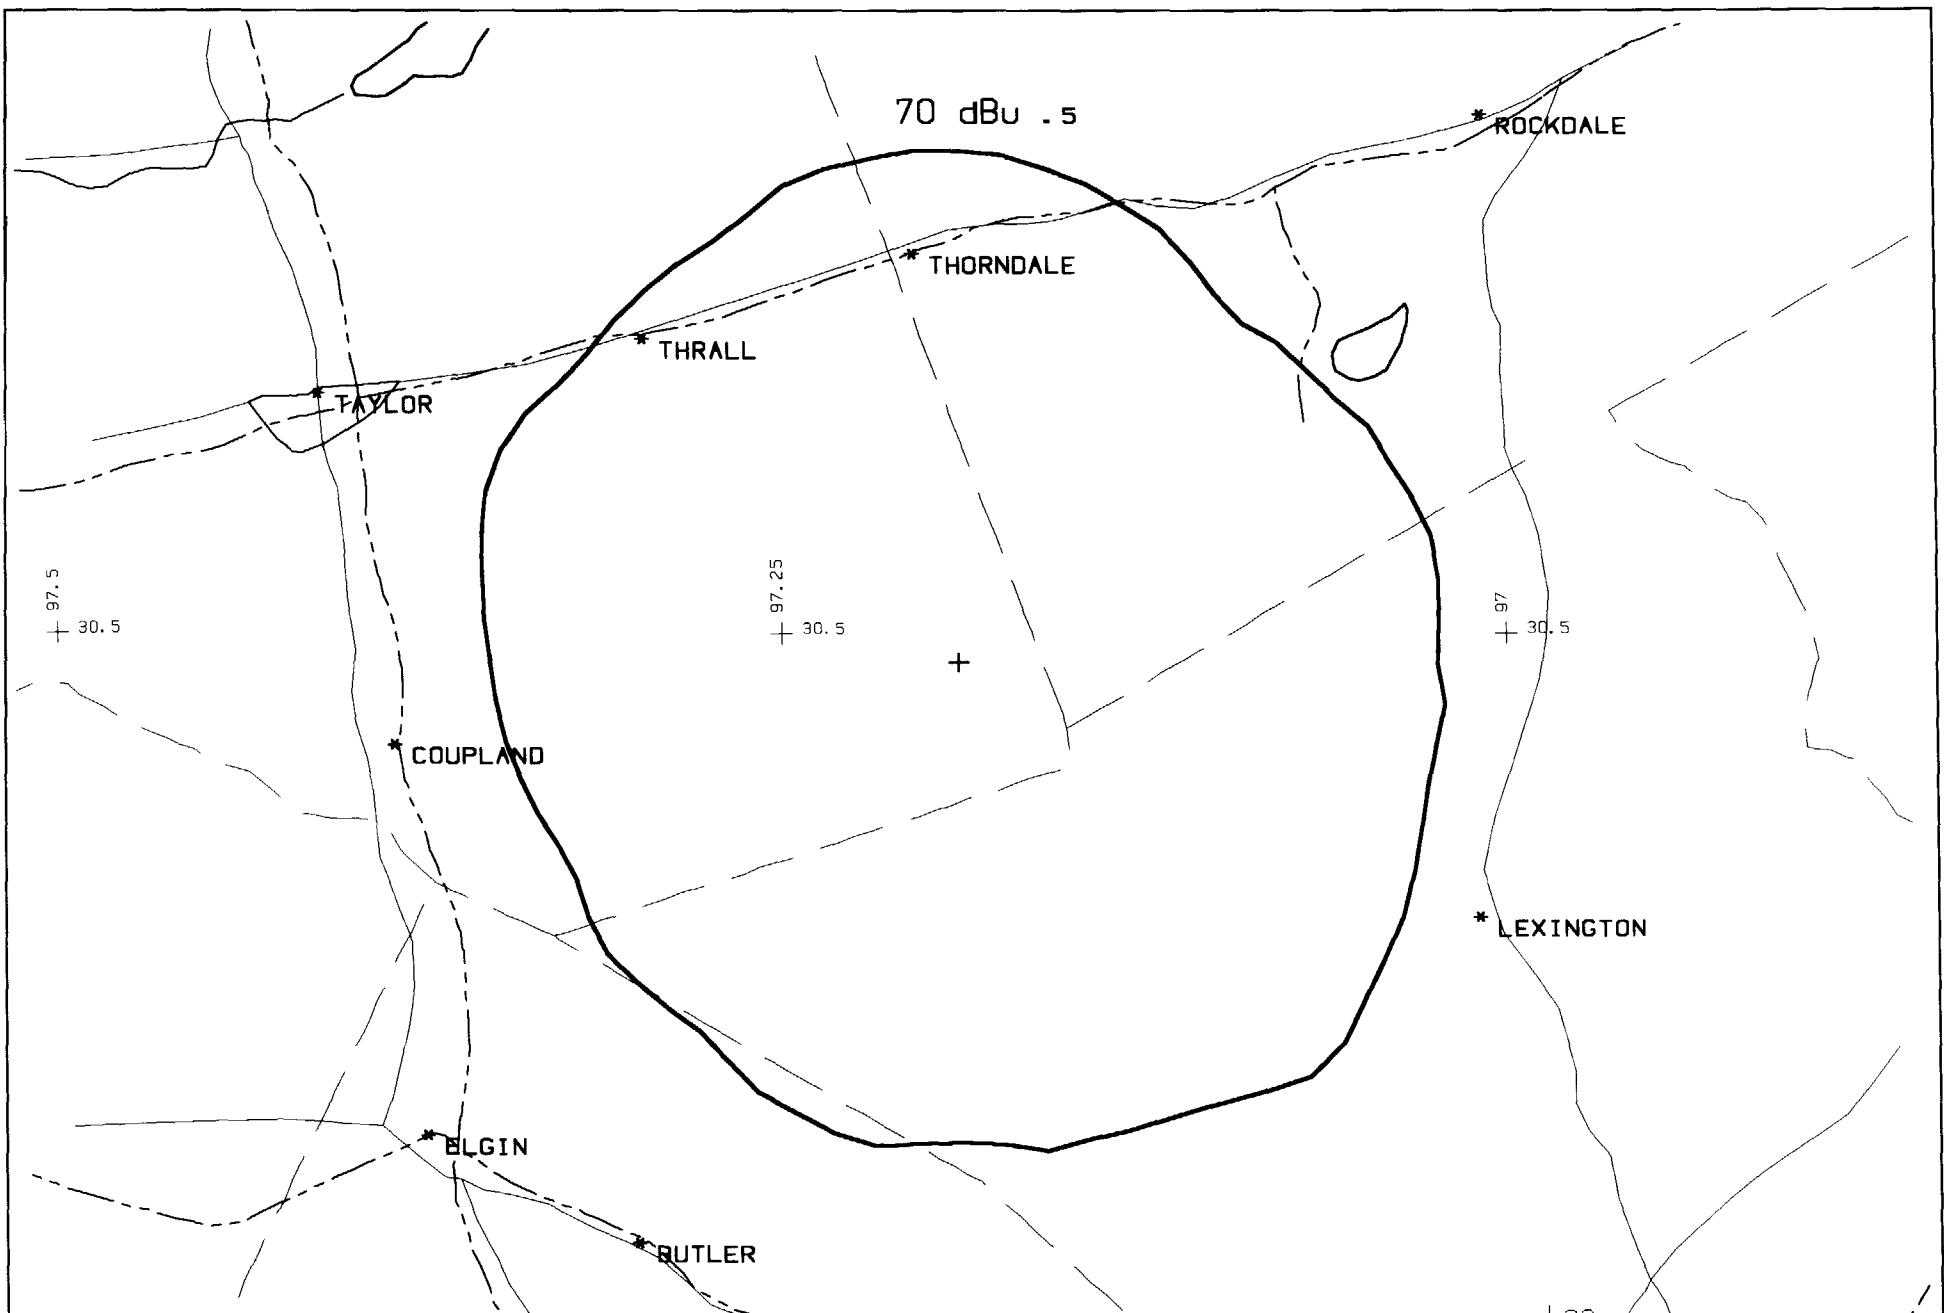 70 dBu .5
ROCKDALE
THORNDALE
THRALL
TAYLOR
97.5
30.5
97.25
30.5
97
30.5
COUPLAND
LEXINGTON
ELGIN
BUTLER